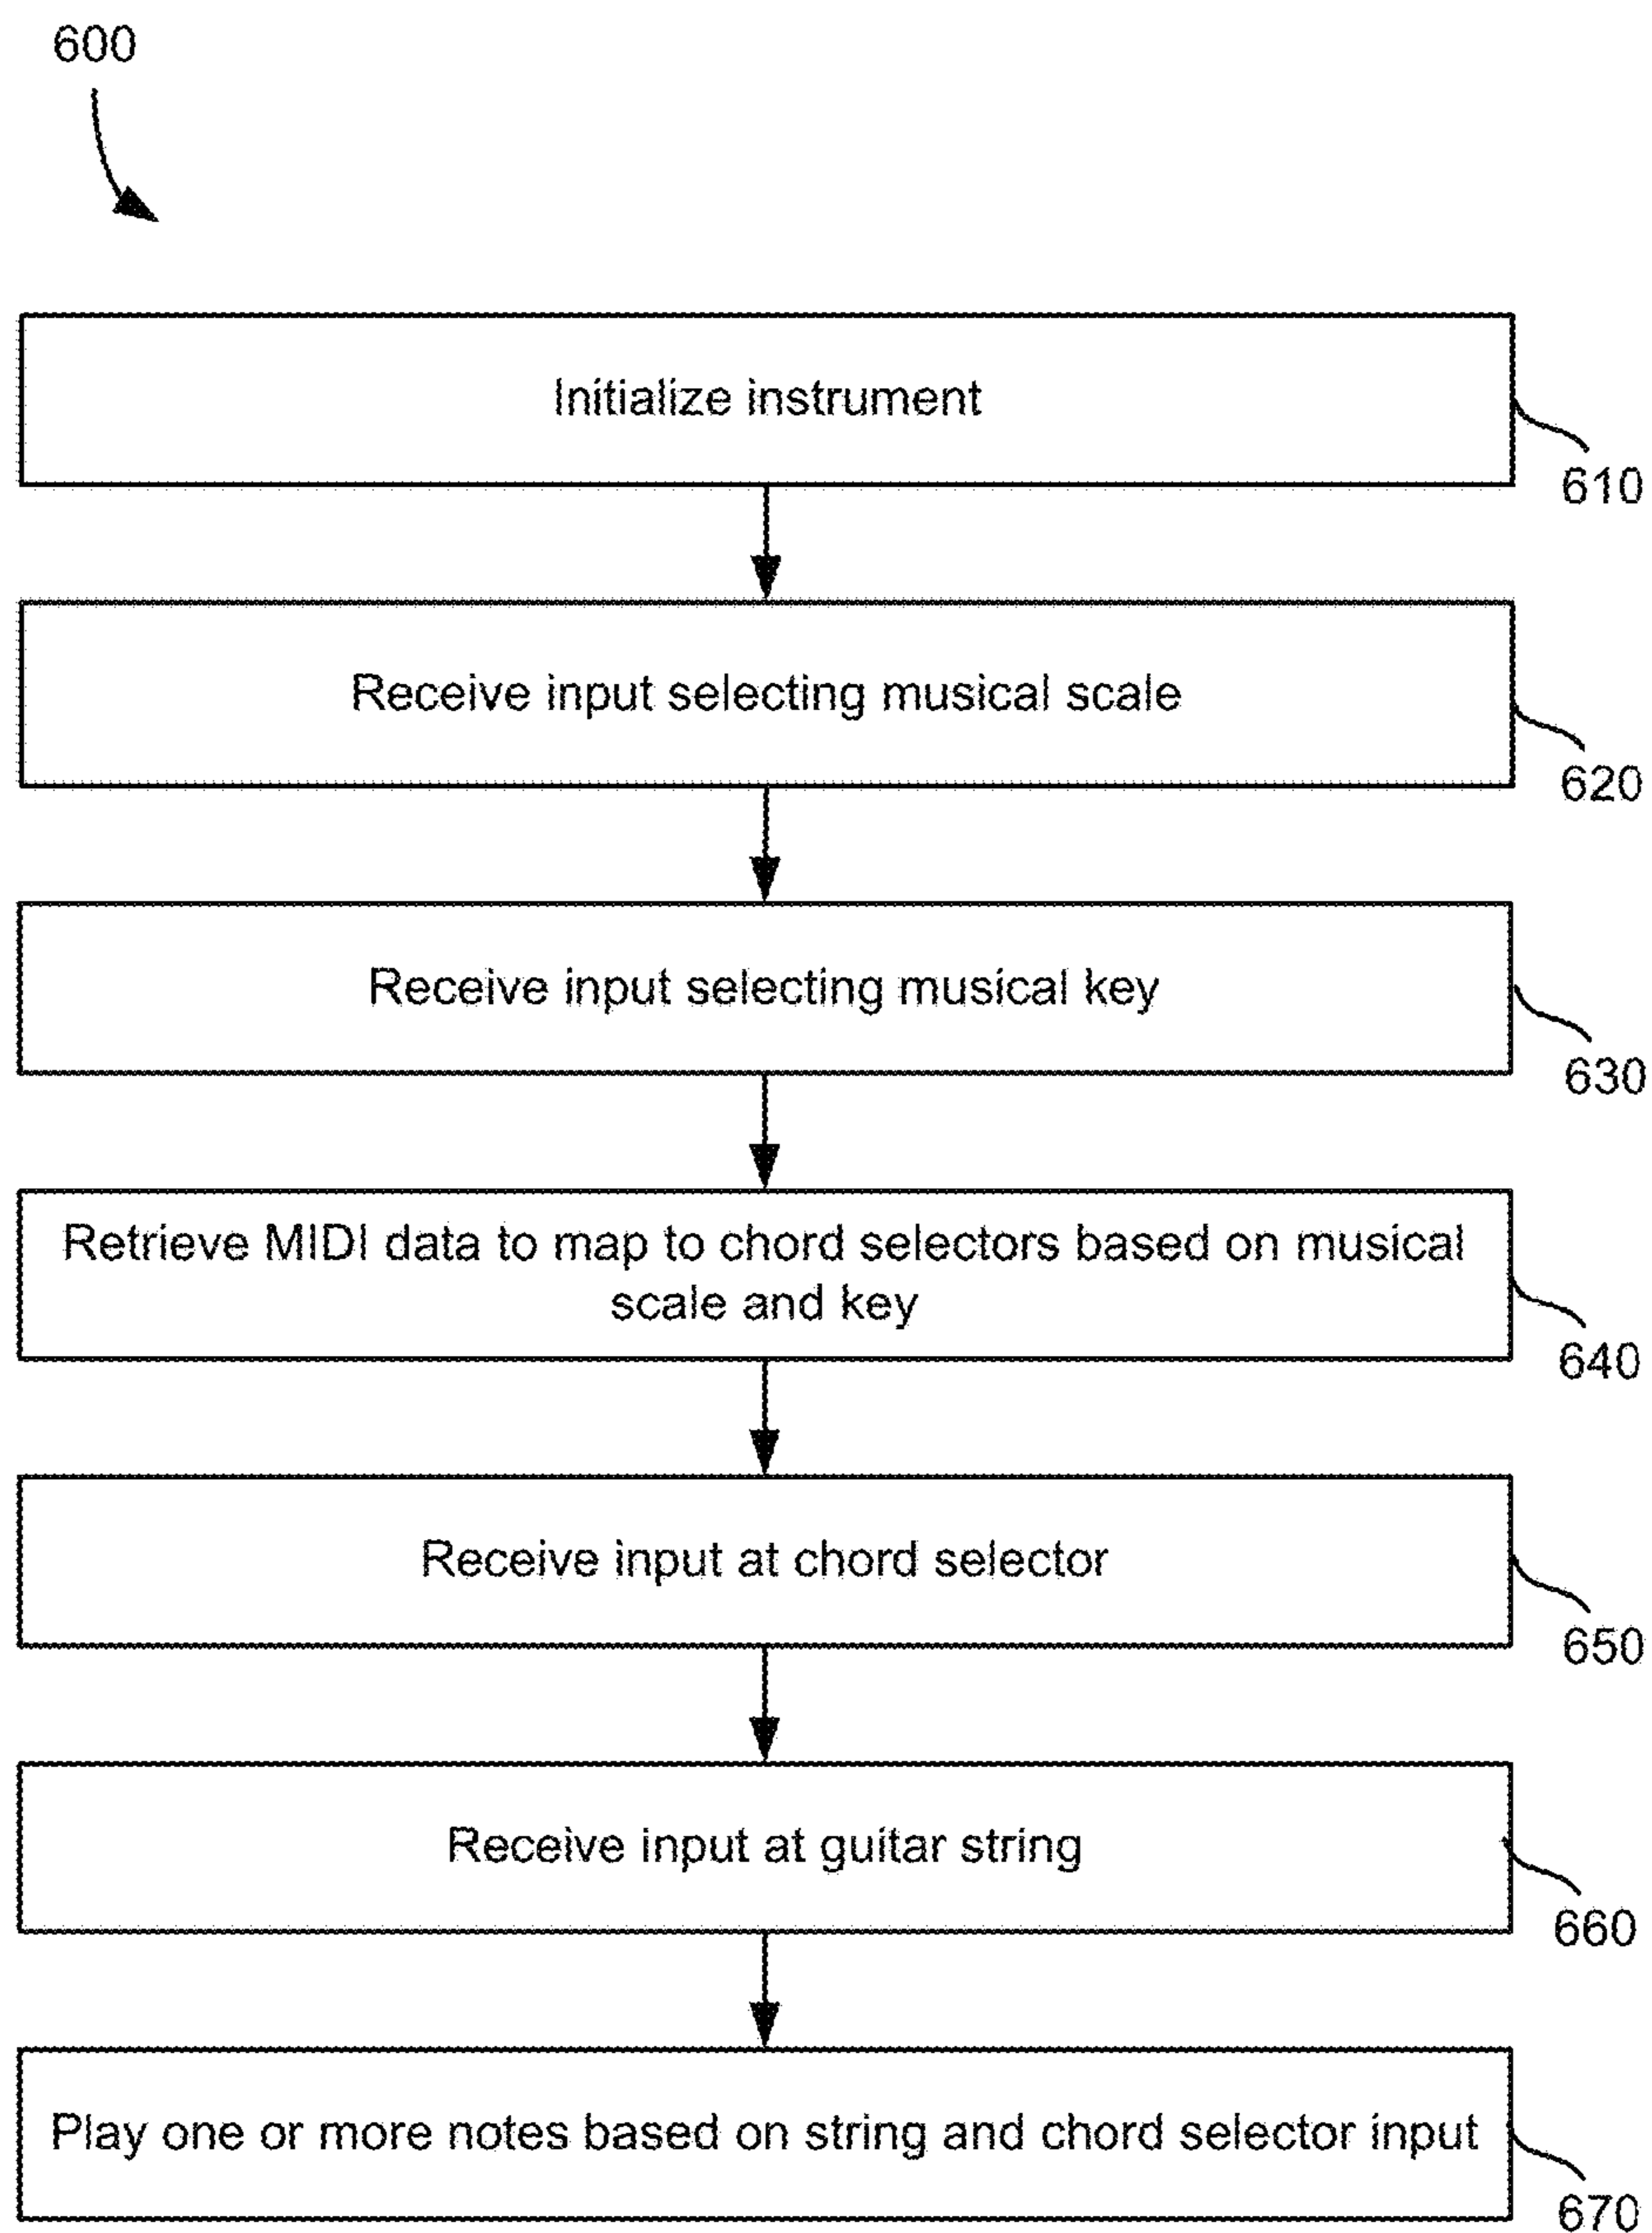 600
Initialize instrument
610
Receive input selecting musical scale
620
Receive input selecting musical key
630
Retrieve MIDI data to map to chord selectors based on musical
scale and key
640
Receive input at chord selector
650
Receive input at guitar string
660
Play one or more notes based on string and chord selector input
670